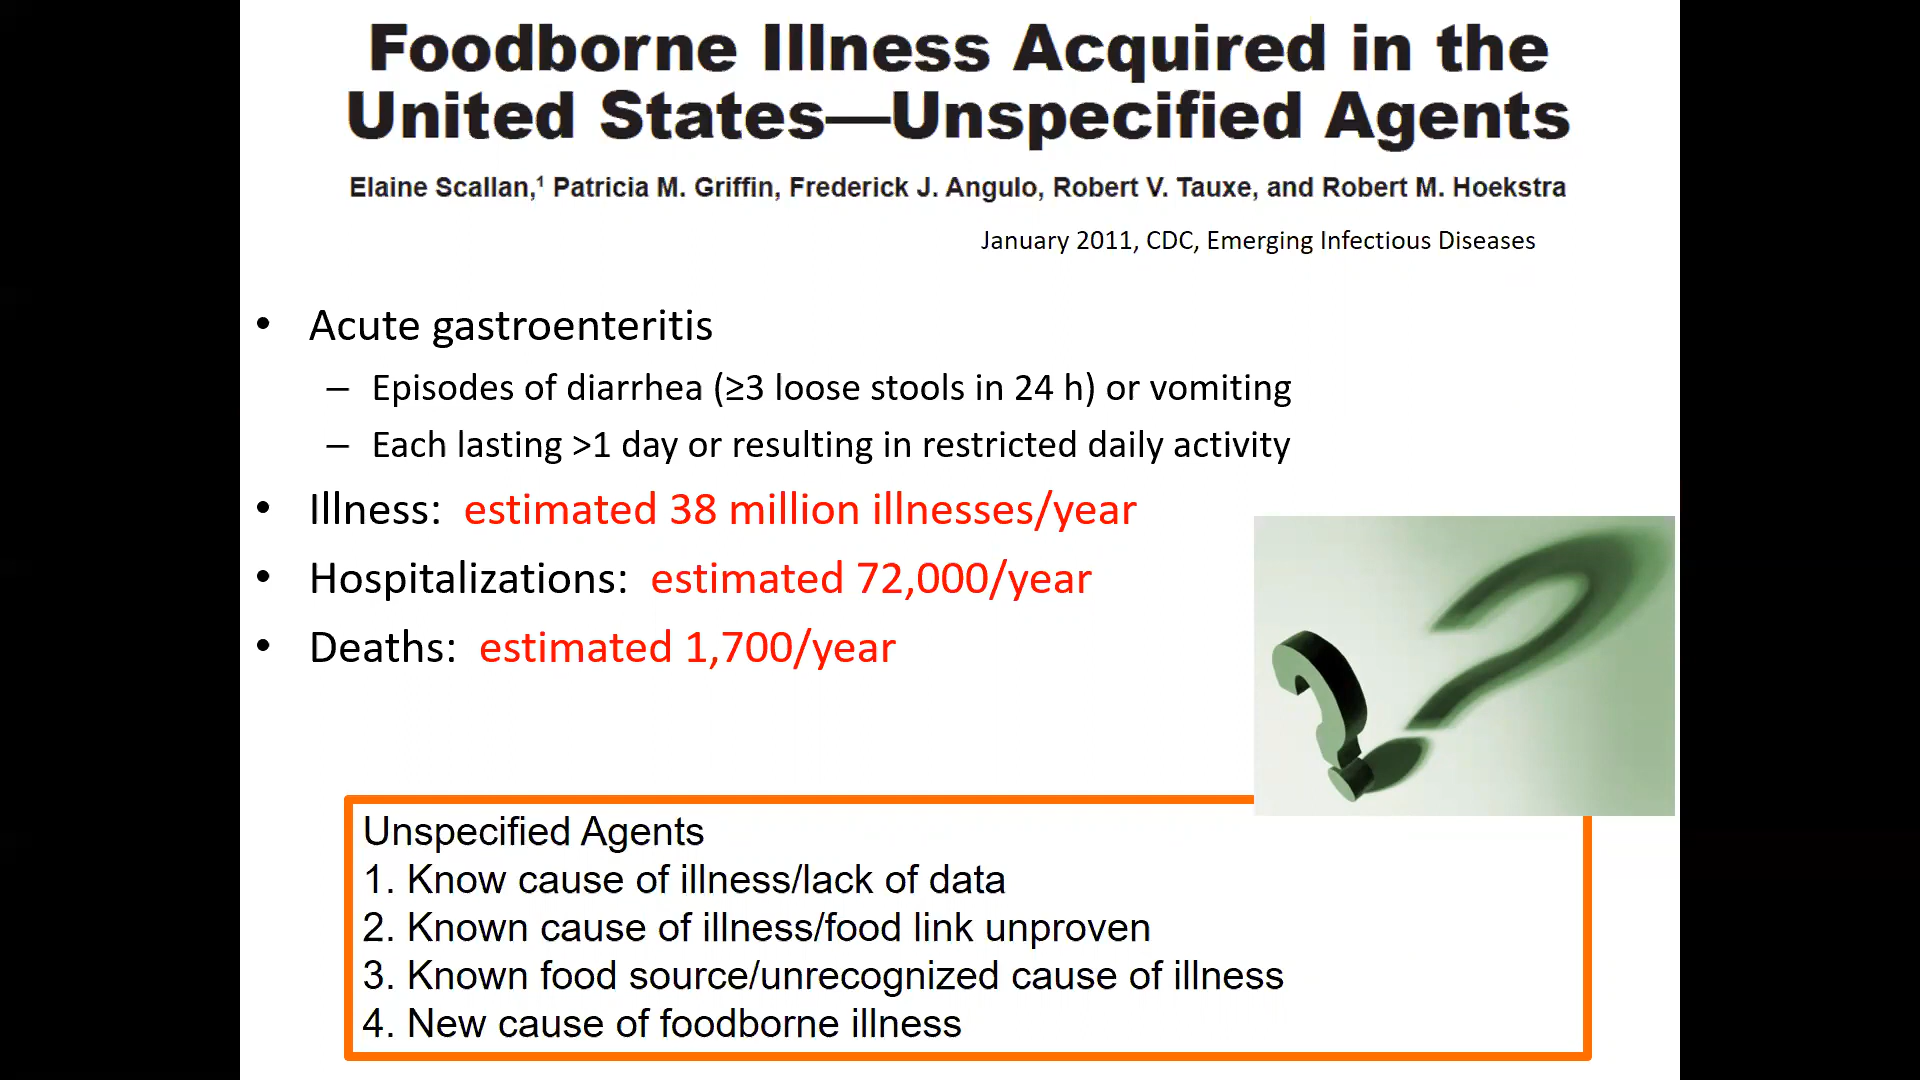 Foodborne Illness Acquired in the
United States—Unspecified Agents
Elaine Scallan,¹ Patricia M. Griffin, Frederick J. Angulo, Robert V. Tauxe, and Robert M. Hoekstra
January 2011, CDC, Emerging Infectious Diseases
• Acute gastroenteritis
– Episodes of diarrhea (≥3 loose stools in 24 h) or vomiting
– Each lasting >1 day or resulting in restricted daily activity
• Illness: estimated 38 million illnesses/year
• Hospitalizations: estimated 72,000/year
• Deaths: estimated 1,700/year
Unspecified Agents
1. Know cause of illness/lack of data
2. Known cause of illness/food link unproven
3. Known food source/unrecognized cause of illness
4. New cause of foodborne illness